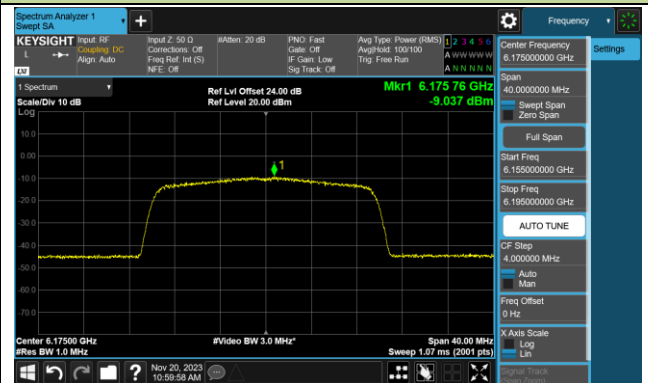 Spectrum Analyzer 1
Swept SA
Frequency
KEYSIGHT
L
Input: RF
Coupling: DC
Align: Auto
Input Z: 50 Ω
Corrections: Off
Freq Ref: Int (S)
NFE: Off
#Atten: 20 dB
PNO: Fast
Gate: Off
IF Gain: Low
Sig Track: Off
Avg Type: Power (RMS)
Avg|Hold: 100/100
Trig: Free Run
1 2 3 4 5 6
A W W W W W
A N N N N N
1 Spectrum
Scale/Div 10 dB
Log
Ref Lvl Offset 24.00 dB
Ref Level 20.00 dBm
Mkr1 6.175 76 GHz
-9.037 dBm
1
10.0
0.00
-10.0
-20.0
-30.0
-40.0
-50.0
-60.0
-70.0
Center 6.17500 GHz
#Res BW 1.0 MHz
#Video BW 3.0 MHz*
Span 40.00 MHz
Sweep 1.07 ms (2001 pts)
Nov 20, 2023
10:59:58 AM
Center Frequency
6.175000000 GHz
Settings
Span
40.0000000 MHz
Swept Span
Zero Span
Full Span
Start Freq
6.155000000 GHz
Stop Freq
6.195000000 GHz
AUTO TUNE
CF Step
4.000000 MHz
Auto
Man
Freq Offset
0 Hz
X Axis Scale
Log
Lin
Signal Track
(Span Zoom)